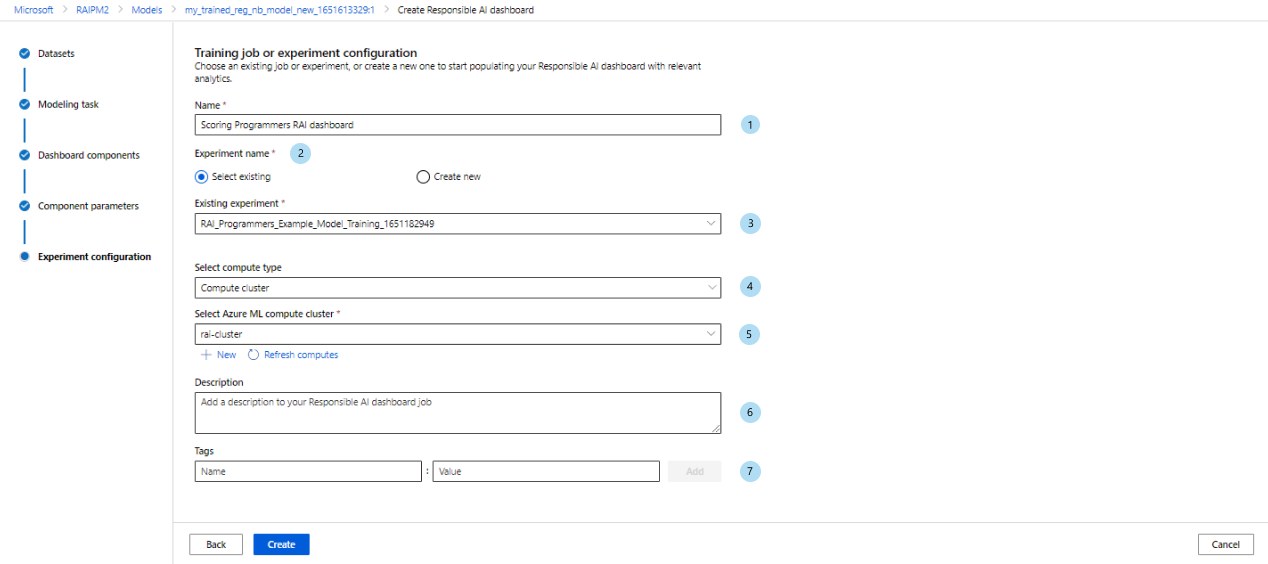 Microsoft > RAIPM2 > Models > my_trained_reg_nb_model_new_1651613329:1 > Create Responsible AI dashboard
Datasets
Modeling task
Dashboard components
Component parameters
Experiment configuration
Training job or experiment configuration
Choose an existing job or experiment, or create a new one to start populating your Responsible AI dashboard with relevant
analytics.
Name *
Scoring Programmers RAI dashboard
1
Experiment name *
2
Select existing
Create new
Existing experiment *
RAI_Programmers_Example_Model_Training_1651182949
3
Select compute type
Compute cluster
4
Select Azure ML compute cluster *
rai-cluster
5
+ New
Refresh computes
Description
Add a description to your Responsible AI dashboard job
6
Tags
Name : Value Add
7
Back Create Cancel